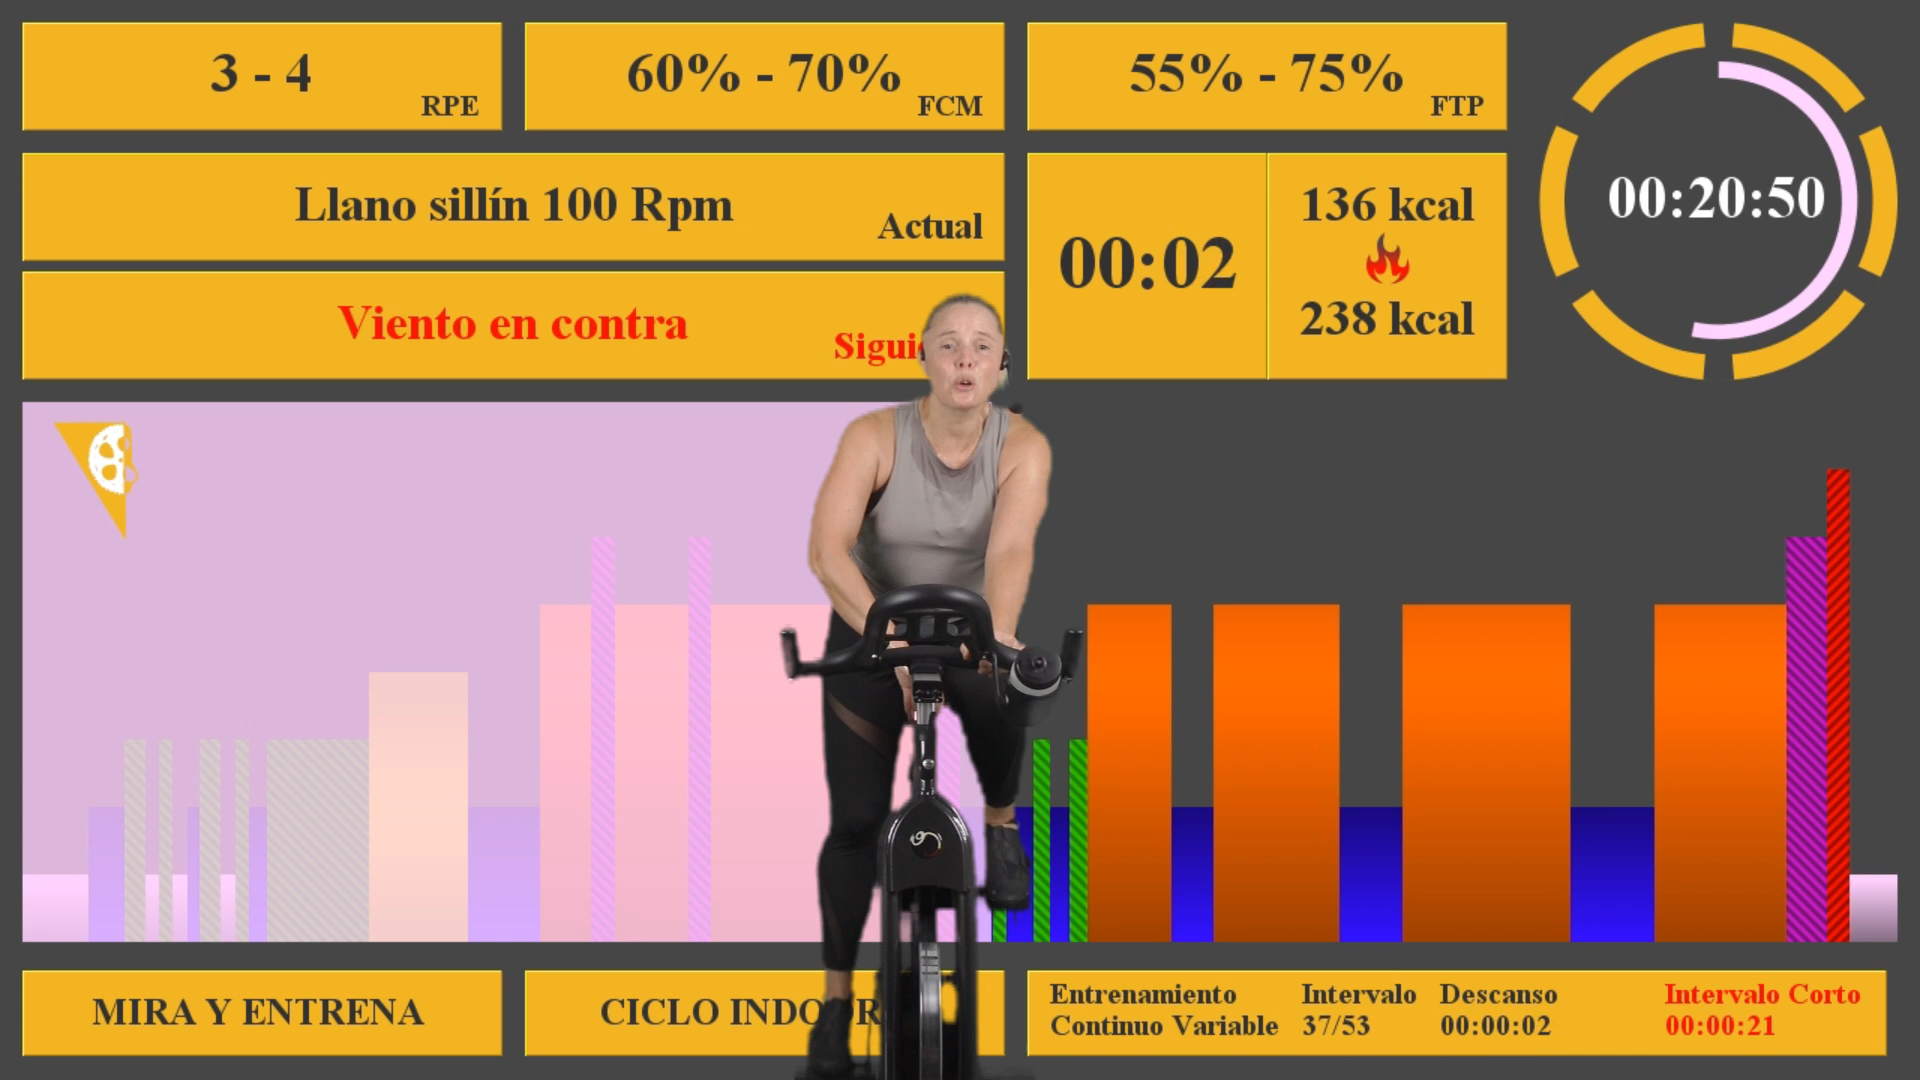 3 - 4
RPE
60% - 70%
FCM
55% - 75%
FTP
00:20:50
Llano sillín 100 Rpm
Actual
Viento en contra
00:02
136 kcal
238 kcal
MIRA Y ENTRENA
CICLO
Entrenamiento
Continuo Variable
Intervalo
37/53
Descanso
00:00:02
Intervalo Corto
00:00:21